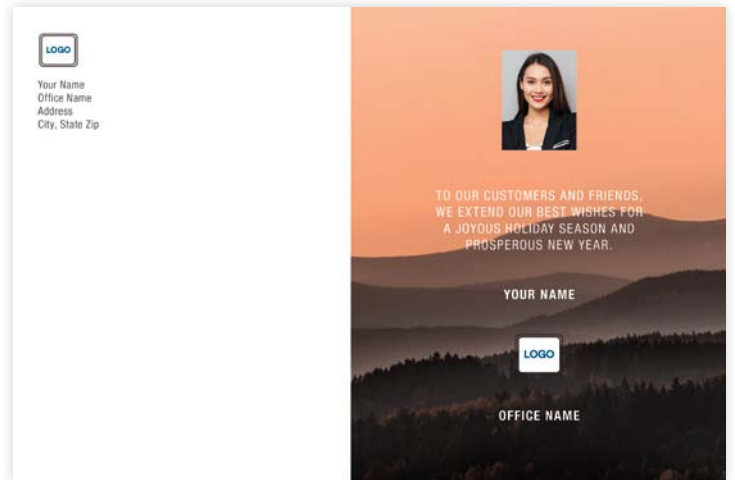 LOGO
Your Name
Office Name
Address
City, State Zip
TO OUR CUSTOMERS AND FRIENDS,
WE EXTEND OUR BEST WISHES FOR
A JOYOUS HOLIDAY SEASON AND
PROSPEROUS NEW YEAR.
YOUR NAME
LOGO
OFFICE NAME